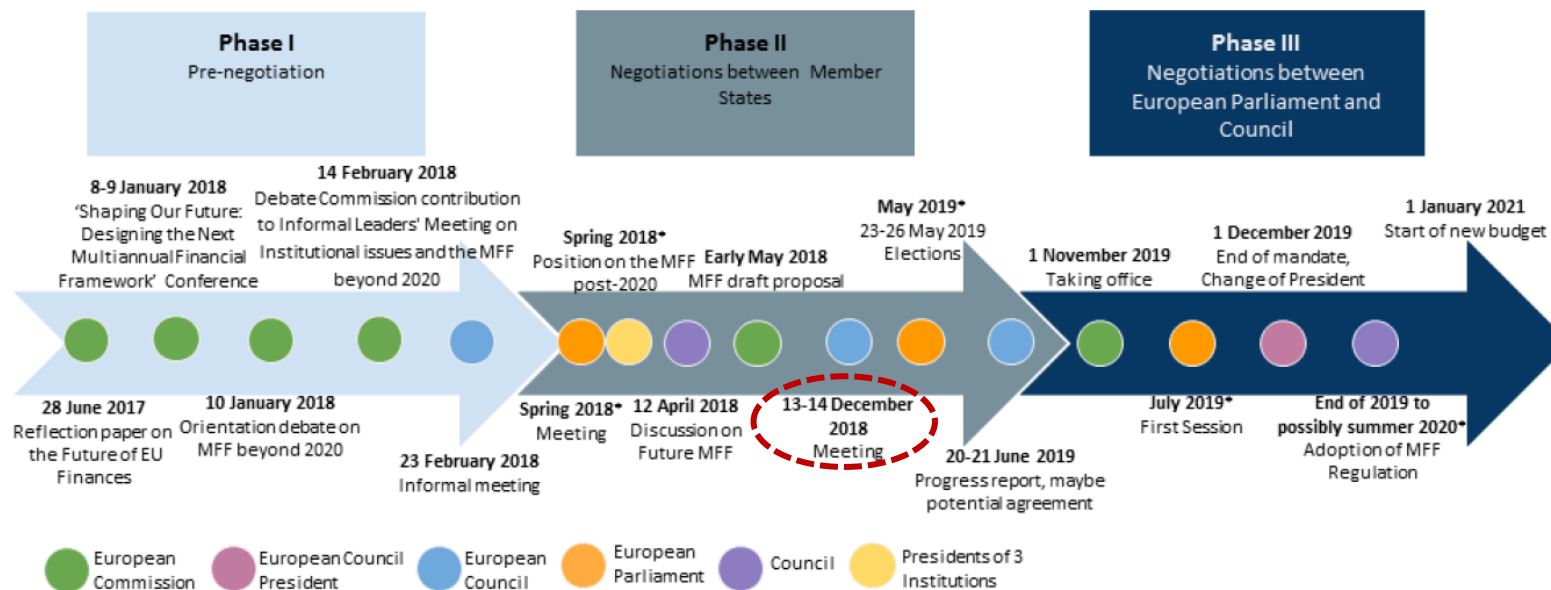 Phase I
Pre-negotiation
Phase II
Negotiations between Member
States
Phase III
Negotiations between
European Parliament and
Council
8-9 January 2018
‘Shaping Our Future:
Designing the Next
Multiannual Financial
Framework’ Conference
14 February 2018
Debate Commission contribution
to Informal Leaders' Meeting on
Institutional issues and the MFF
beyond 2020
Spring 2018*
Position on the MFF
post-2020
Early May 2018
MFF draft proposal
May 2019*
23-26 May 2019
Elections
1 November 2019
Taking office
1 December 2019
End of mandate,
Change of President
1 January 2021
Start of new budget
28 June 2017
Reflection paper on
the Future of EU
Finances
10 January 2018
Orientation debate on
MFF beyond 2020
23 February 2018
Informal meeting
Spring 2018*
Meeting
12 April 2018
Discussion on
Future MFF
13-14 December
2018
Meeting
20-21 June 2019
Progress report, maybe
potential agreement
July 2019*
First Session
End of 2019 to
possibly summer 2020*
Adoption of MFF
Regulation
European
Commission
European Council
President
European
Council
European
Parliament
Council
Presidents of 3
Institutions